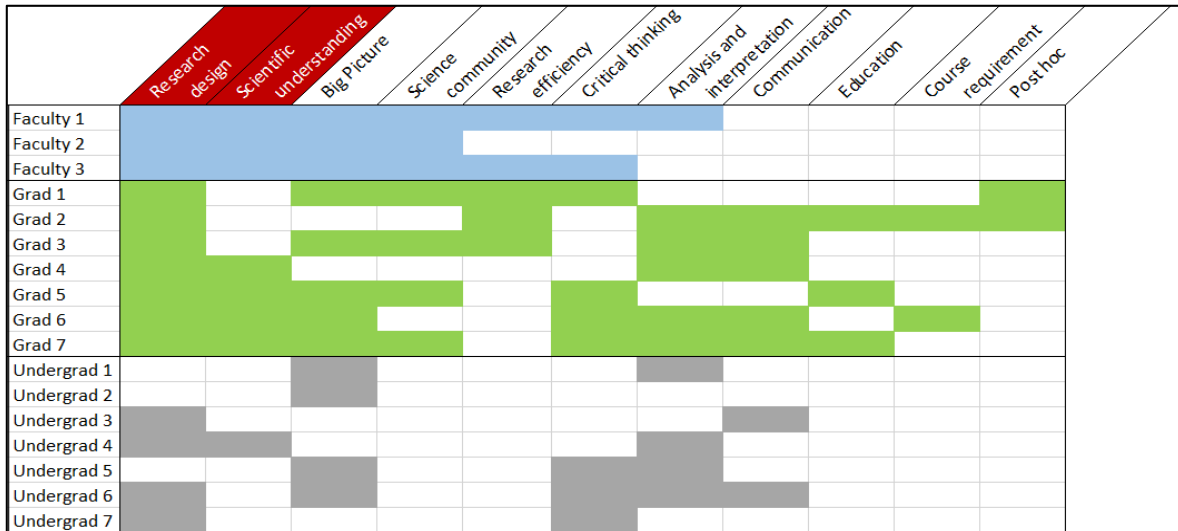 Research
design
Scientific
understanding
Big Picture
Science
community
Research
efficiency
Critical thinking
Analysis and
interpretation
Communication
Education
Course
requirement
Post hoc
Faculty 1
Faculty 2
Faculty 3
Grad 1
Grad 2
Grad 3
Grad 4
Grad 5
Grad 6
Grad 7
Undergrad 1
Undergrad 2
Undergrad 3
Undergrad 4
Undergrad 5
Undergrad 6
Undergrad 7